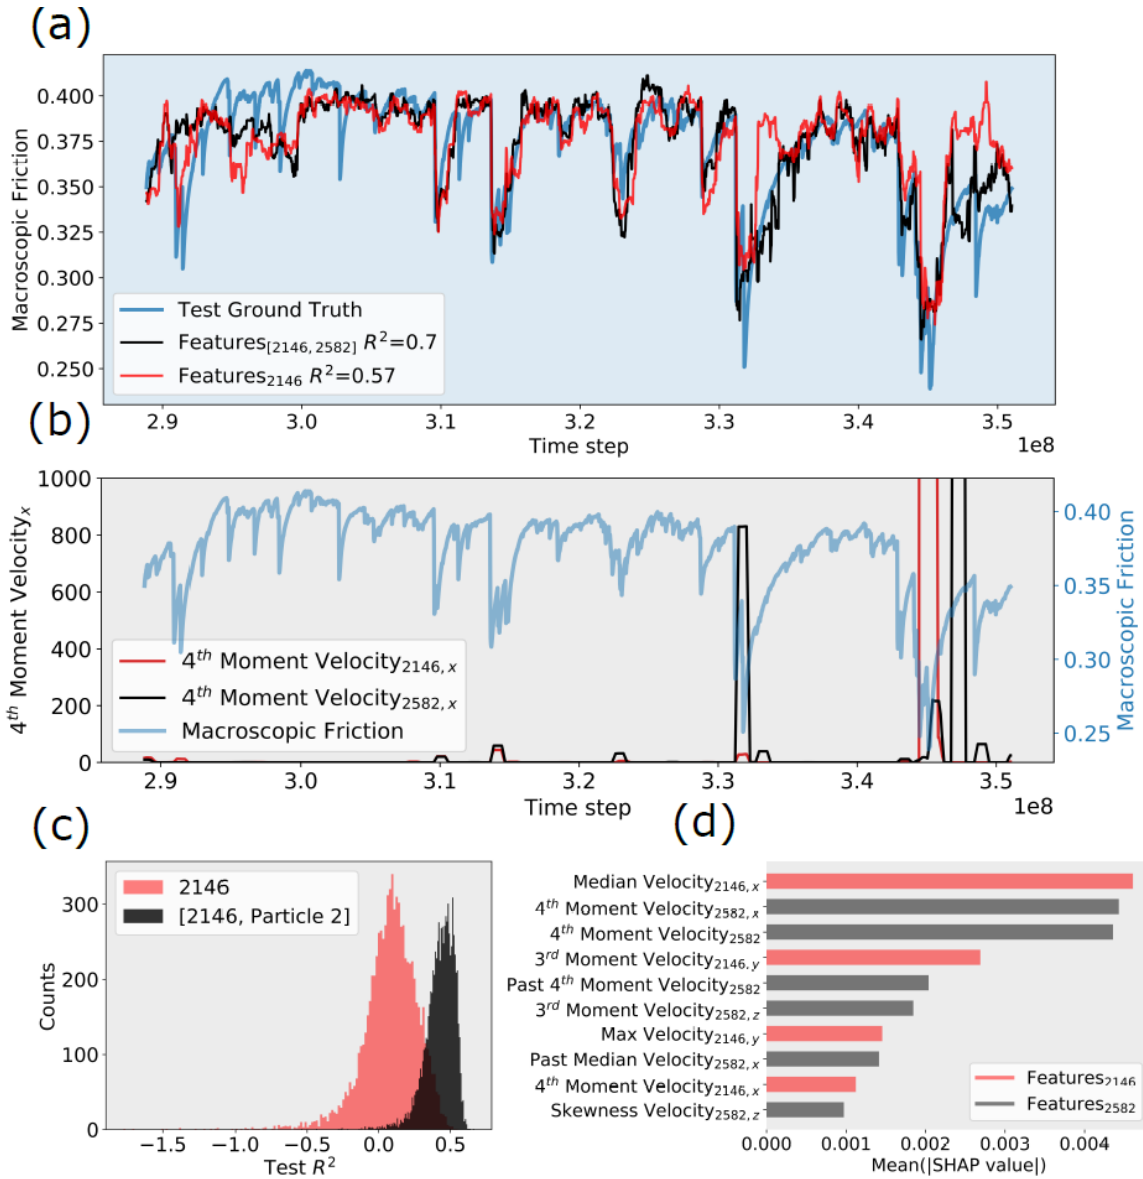 (a)
0.400
0.375
0.350
0.325
0.300
0.275
0.250
Macroscopic Friction
Test Ground Truth
Features[2146, 2582] R²=0.7
Features2146 R²=0.57
2.9 3.0 3.1 3.2 3.3 3.4 3.5
Time step
1e8
(b)
1000
800
600
400
200
0
4th Moment Velocityx
4th Moment Velocity2146, x
4th Moment Velocity2582, x
Macroscopic Friction
0.40
0.35
0.30
0.25
Macroscopic Friction
2.9 3.0 3.1 3.2 3.3 3.4 3.5
Time step
1e8
(c)
300
200
100
0
Counts
2146
[2146, Particle 2]
−1.5 −1.0 −0.5 0.0 0.5
Test R²
(d)
Median Velocity2146, x
4th Moment Velocity2582, x
4th Moment Velocity2582
3rd Moment Velocity2146, y
Past 4th Moment Velocity2582
3rd Moment Velocity2582, z
Max Velocity2146, y
Past Median Velocity2582, x
4th Moment Velocity2146, x
Skewness Velocity2582, z
Features2146
Features2582
0.000 0.001 0.002 0.003 0.004
Mean(|SHAP value|)